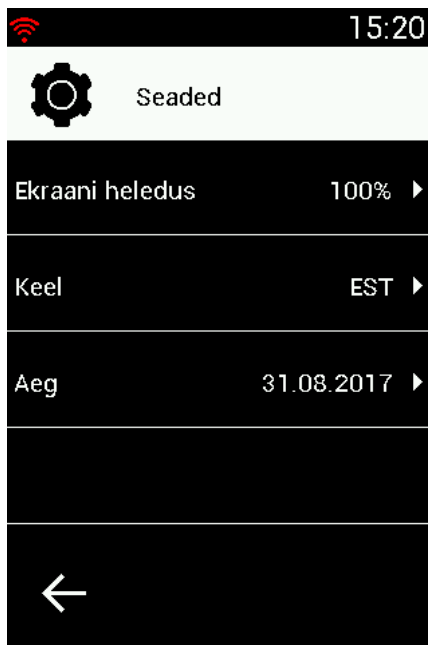 15:20
Seaded
Ekraani heledus 100%
Keel EST
Aeg 31.08.2017